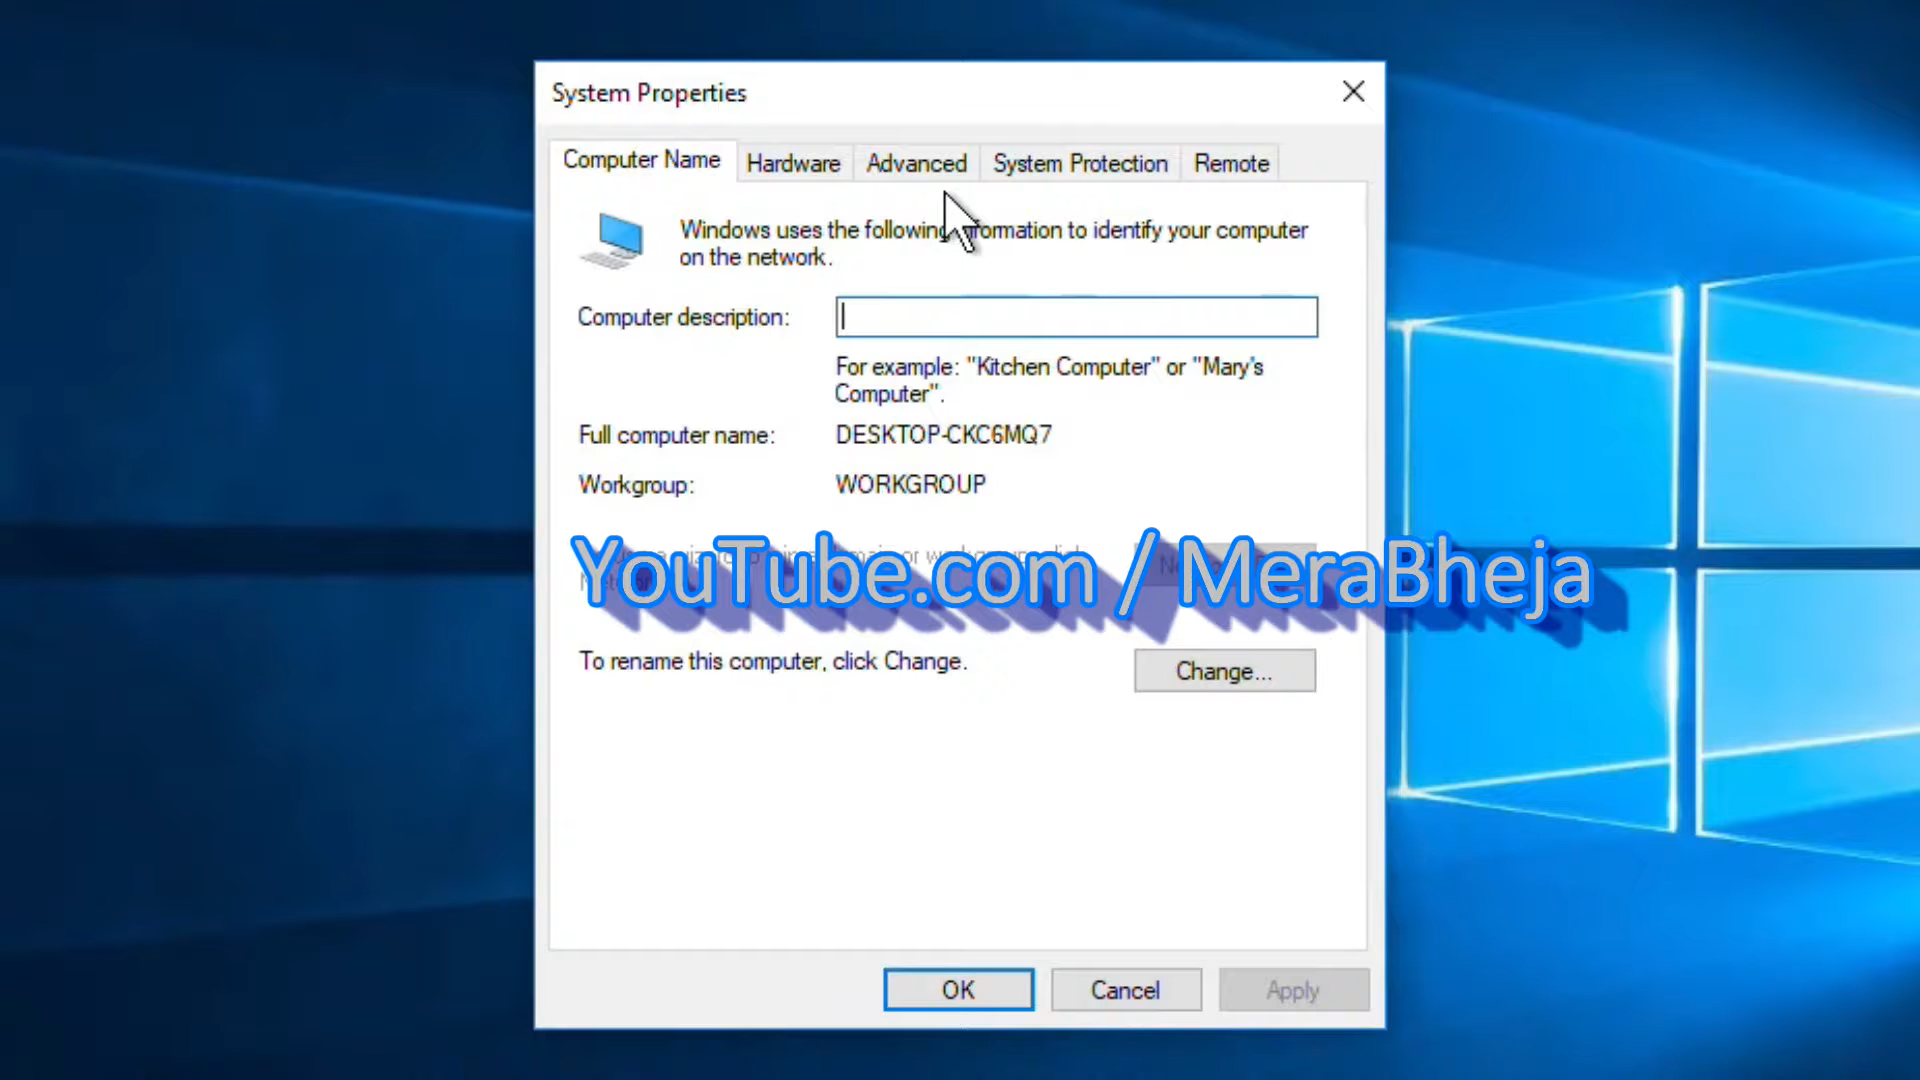 System Properties
Computer Name Hardware Advanced System Protection Remote
Windows uses the following information to identify your computer
on the network.
Computer description:
For example: "Kitchen Computer" or "Mary's
Computer".
Full computer name: DESKTOP-CKC6MQ7
Workgroup: WORKGROUP
YouTube.com / MeraBheja
To rename this computer, click Change.
Change...
OK Cancel Apply